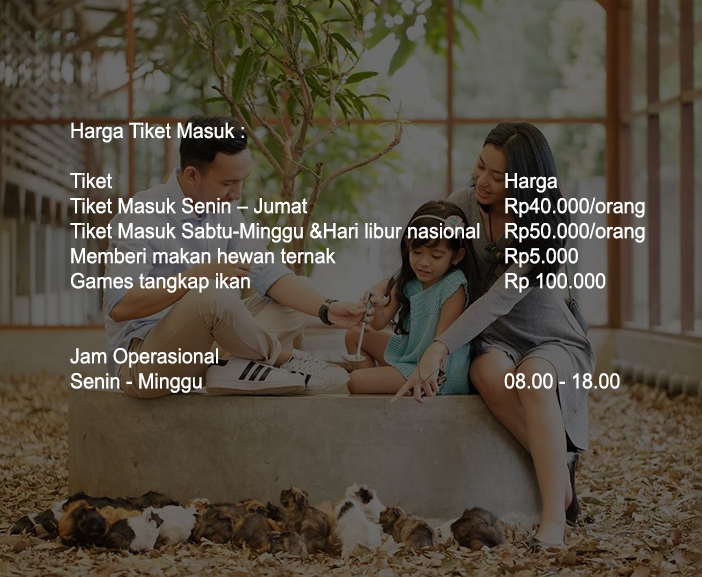 Harga Tiket Masuk :
Tiket Harga
Tiket Masuk Senin – Jumat Rp40.000/orang
Tiket Masuk Sabtu-Minggu &Hari libur nasional Rp50.000/orang
Memberi makan hewan ternak Rp5.000
Games tangkap ikan Rp 100.000
Jam Operasional
Senin - Minggu 08.00 - 18.00